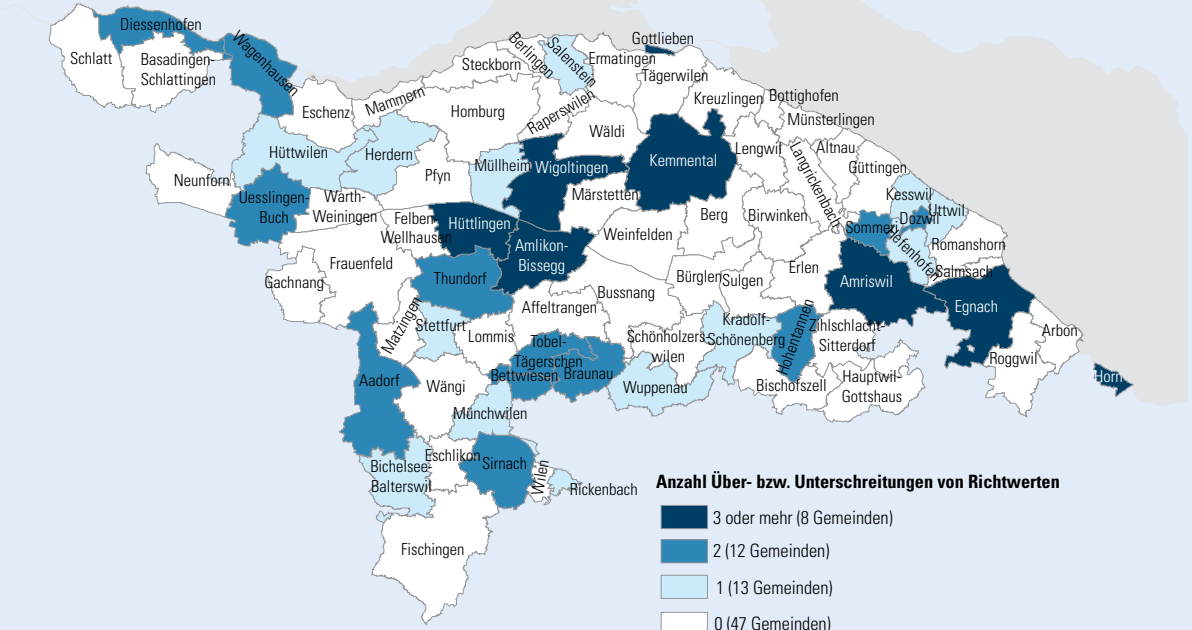 Diessenhofen
Schlatt
Basadingen-
Schlattingen
Wagenhausen
Eschenz
Mammern
Steckborn
Berlingen
Salenstein
Ermatingen
Gottlieben
Tägerwilen
Homburg
Raperswilen
Wäldi
Kreuzlingen
Bottighofen
Münsterlingen
Hüttwilen
Herdern
Pfyn
Müllheim
Wigoltingen
Kemmental
Lengwil
Langrickenbach
Altnau
Güttingen
Neunforn
Uesslingen-
Buch
Warth-
Weiningen
Felben-
Wellhausen
Hüttlingen
Märstetten
Amlikon-
Bissegg
Weinfelden
Berg
Birwinken
Kesswil
Uttwil
Dozwil
Sommeri
Hefenhofen
Romanshorn
Salmsach
Frauenfeld
Gachnang
Thundorf
Bürglen
Sulgen
Erlen
Amriswil
Egnach
Matzingen
Stettfurt
Lommis
Affeltrangen
Bussnang
Kradolf-
Schönenberg
Hohentannen
Zihlschlacht-
Sitterdorf
Arbon
Roggwil
Horn
Aadorf
Wängi
Tobel-
Tägerschen
Bettwiesen
Braunau
Schönholzers-
wilen
Wuppenau
Bischofszell
Hauptwil-
Gottshaus
Münchwilen
Eschlikon
Sirnach
Wilen
Rickenbach
Bichelsee-
Balterswil
Fischingen
Anzahl Über- bzw. Unterschreitungen von Richtwerten
3 oder mehr (8 Gemeinden)
2 (12 Gemeinden)
1 (13 Gemeinden)
0 (47 Gemeinden)